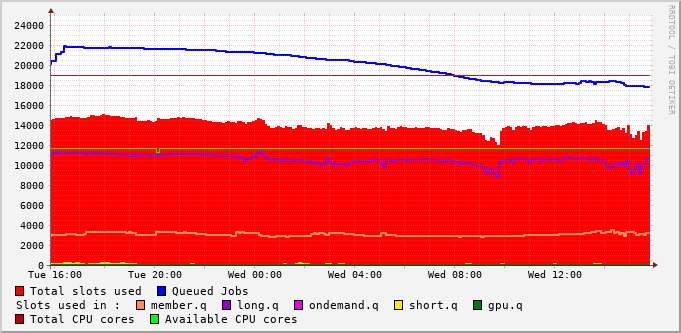 24000
22000
20000
18000
16000
14000
12000
10000
8000
6000
4000
2000
0
Tue 16:00 Tue 20:00 Wed 00:00 Wed 04:00 Wed 08:00 Wed 12:00
Total slots used Queued Jobs
Slots used in : member.q long.q ondemand.q short.q gpu.q
Total CPU cores Available CPU cores
RRDTOOL / TOBI OETIKER